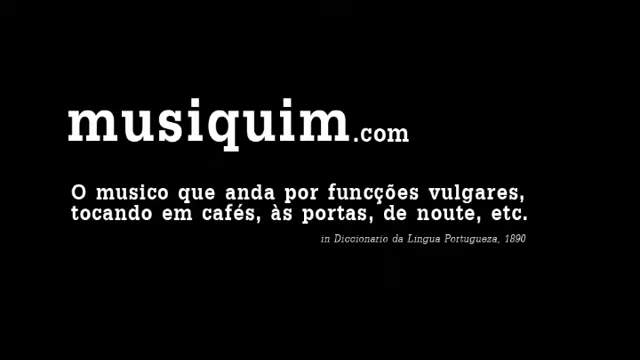 musiquim.com
O musico que anda por funcções vulgares,
tocando em cafés, às portas, de noute, etc.
in Diccionario da Lingua Portugueza, 1890